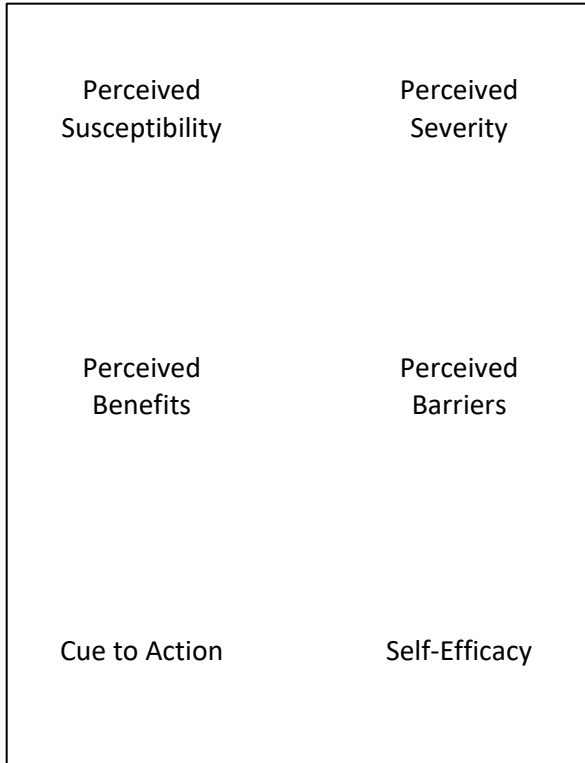 Perceived
Susceptibility
Perceived
Severity
Perceived
Benefits
Perceived
Barriers
Cue to Action
Self-Efficacy